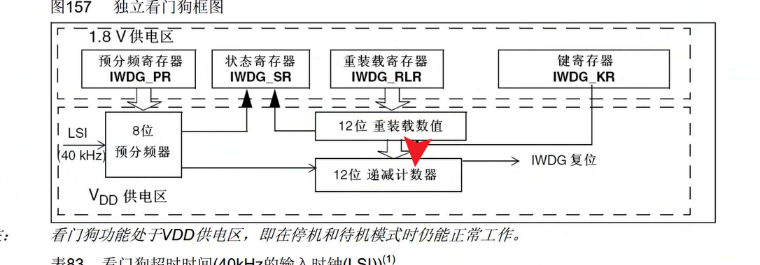 图157 独立看门狗框图
1.8 V供电区
预分频寄存器
IWDG_PR
状态寄存器
IWDG_SR
重装载寄存器
IWDG_RLR
键寄存器
IWDG_KR
LSI
(40 kHz)
8位
预分频器
12位 重装载数值
12位 递减计数器
IWDG 复位
VDD 供电区
看门狗功能处于VDD供电区，即在停机和待机模式时仍能正常工作。
表83 看门狗超时时间(40kHz的输入时钟(LSI))(1)